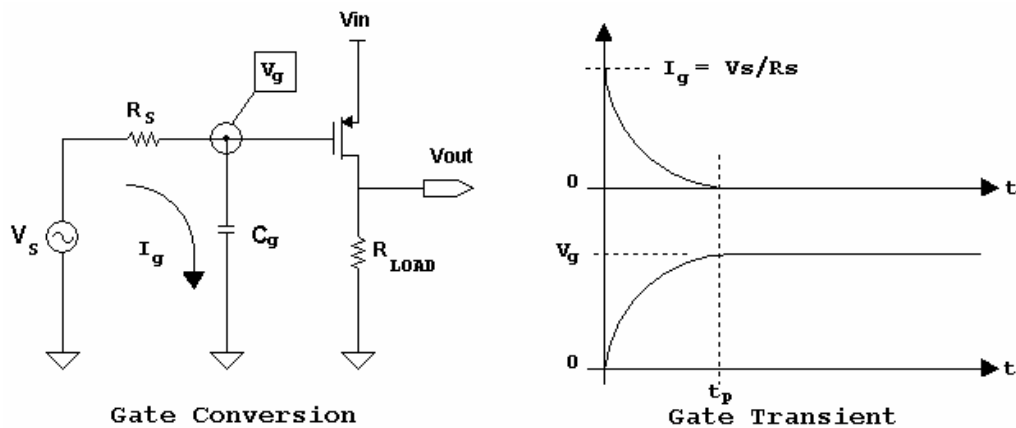 Vin
Vg
RS
Vout
VS
Ig
Cg
RLOAD
Gate Conversion
Ig = Vs/Rs
0
t
Vg
0
t
tp
Gate Transient